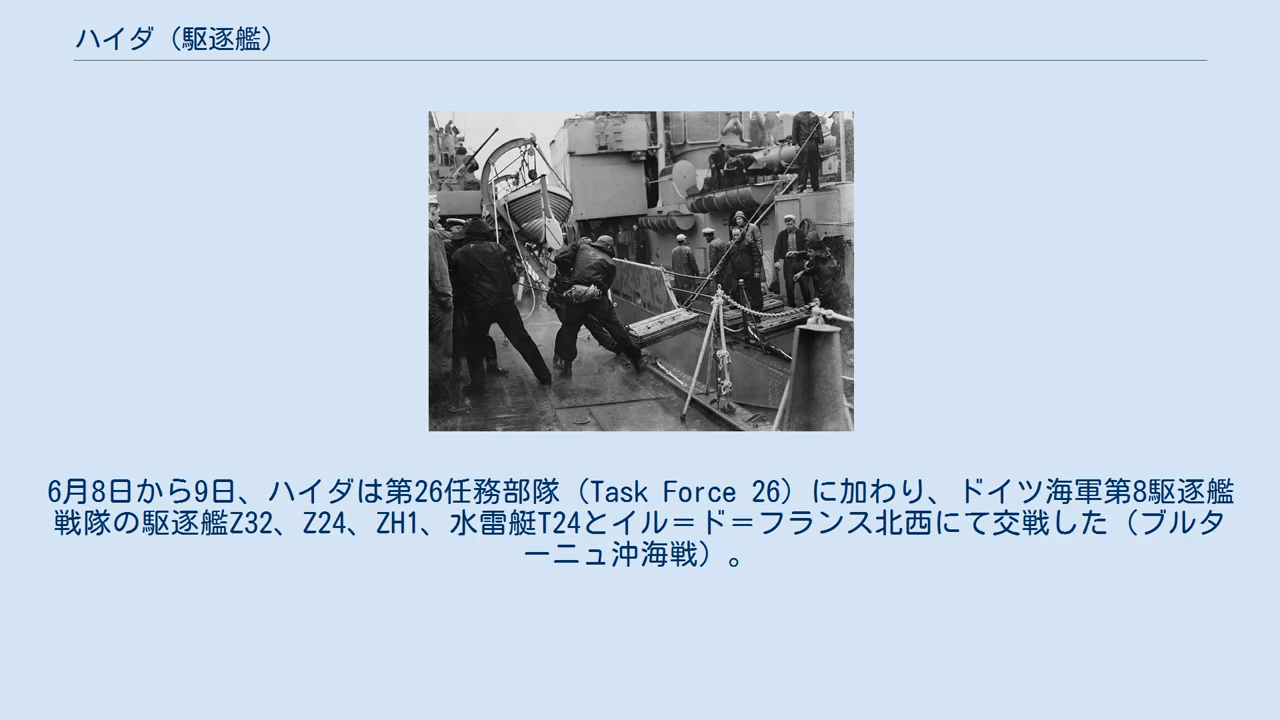 ハイダ（駆逐艦）
6月8日から9日、ハイダは第26任務部隊（Task Force 26）に加わり、ドイツ海軍第8駆逐艦
戦隊の駆逐艦Z32、Z24、ZH1、水雷艇T24とイル＝ド＝フランス北西にて交戦した（ブルタ
ーニュ沖海戦）。